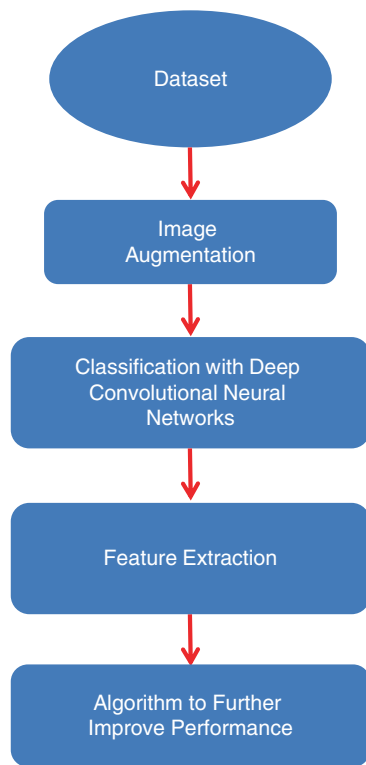 Dataset
Image
Augmentation
Classification with Deep
Convolutional Neural
Networks
Feature Extraction
Algorithm to Further
Improve Performance